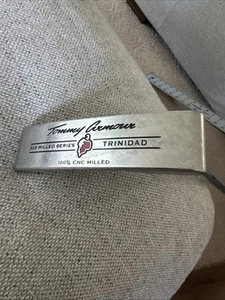 Tommy Armour
303 MILLED SERIES TRINIDAD
100% CNC MILLED